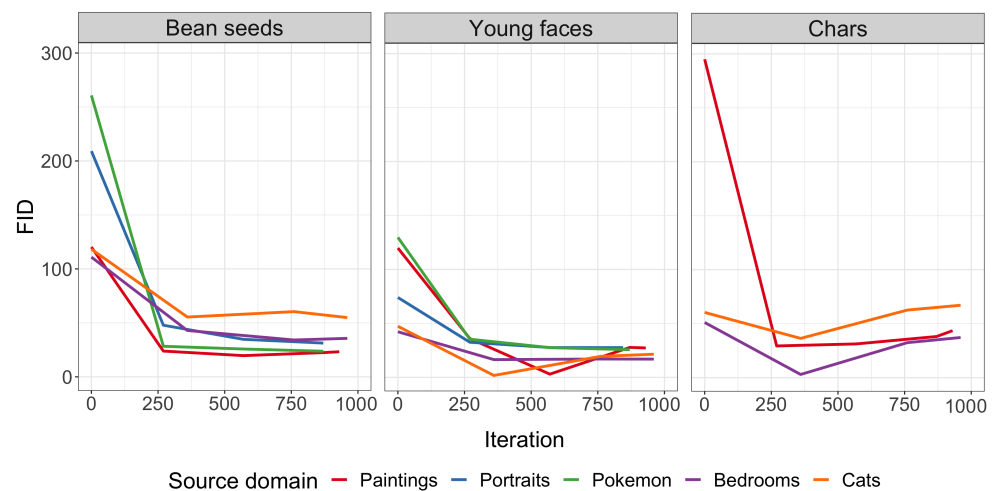 Bean seeds Young faces Chars
300
200
100
0
FID
0 250 500 750 1000 0 250 500 750 1000 0 250 500 750 1000
Iteration
Source domain Paintings Portraits Pokemon Bedrooms Cats